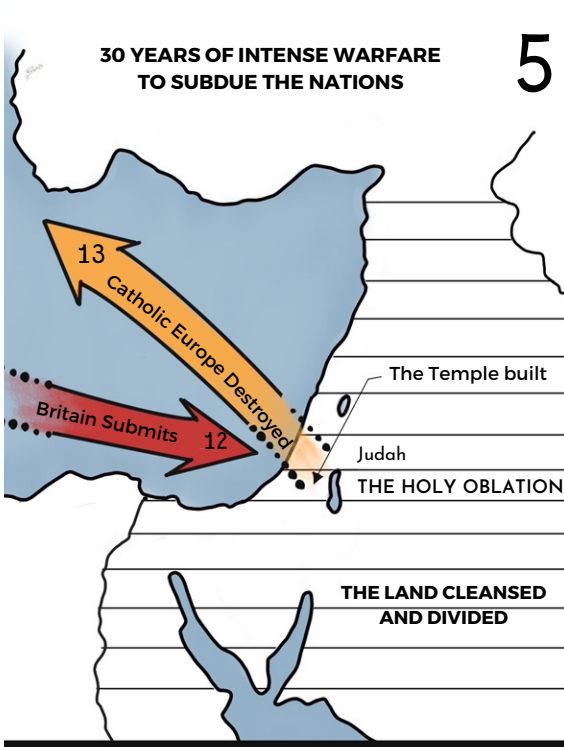 30 YEARS OF INTENSE WARFARE
TO SUBDUE THE NATIONS
5
13
Catholic Europe Destroyed
Britain Submits
12
The Temple built
Judah
THE HOLY OBLATION
THE LAND CLEANSED
AND DIVIDED